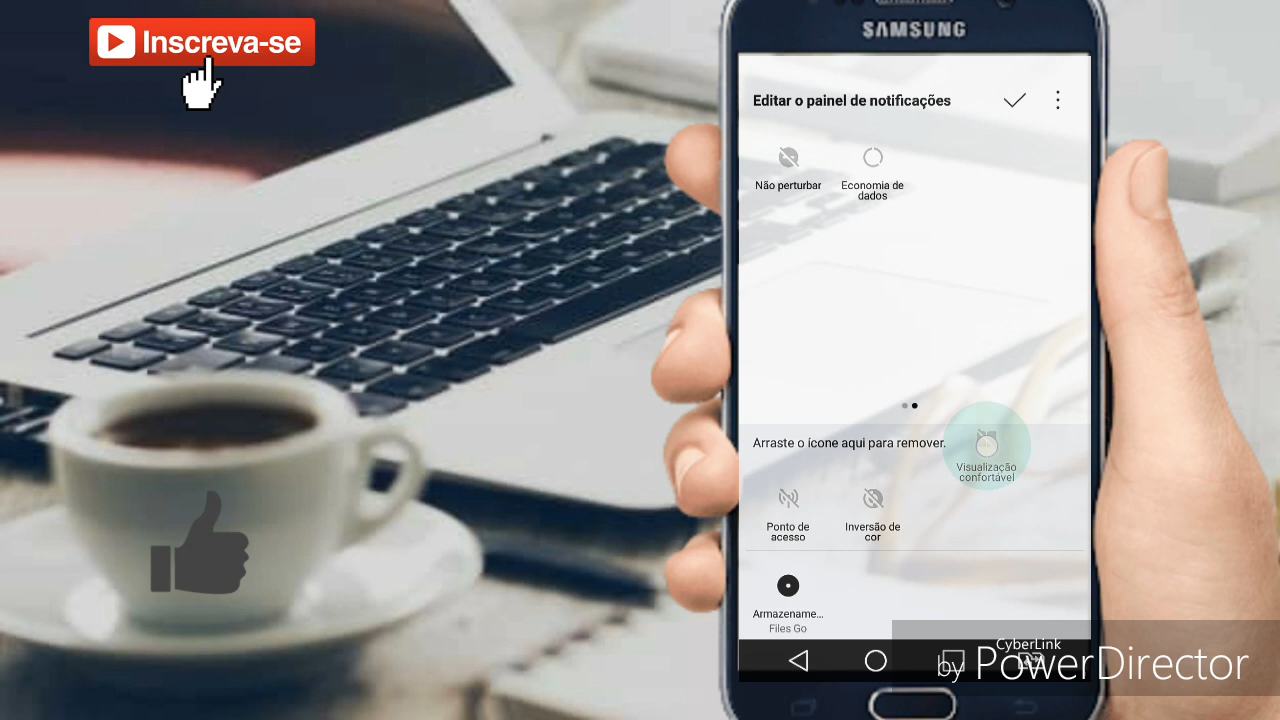 Inscreva-se
SAMSUNG
Editar o painel de notificações
Não perturbar
Economia de
dados
Arraste o ícone aqui para remover.
Visualização
confortável
Ponto de
acesso
Inversão de
cor
Armazename...
Files Go
CyberLink
by PowerDirector